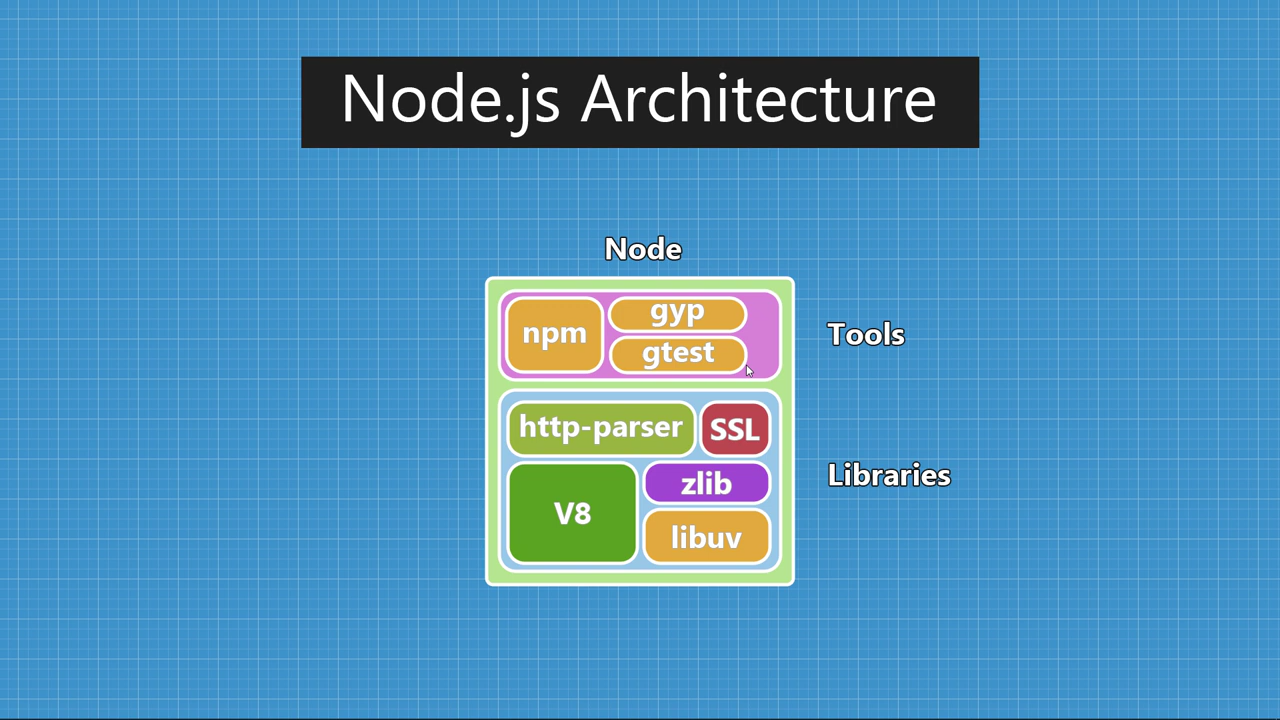 Node.js Architecture
Node
npm
gyp
gtest
Tools
http-parser
SSL
V8
zlib
libuv
Libraries